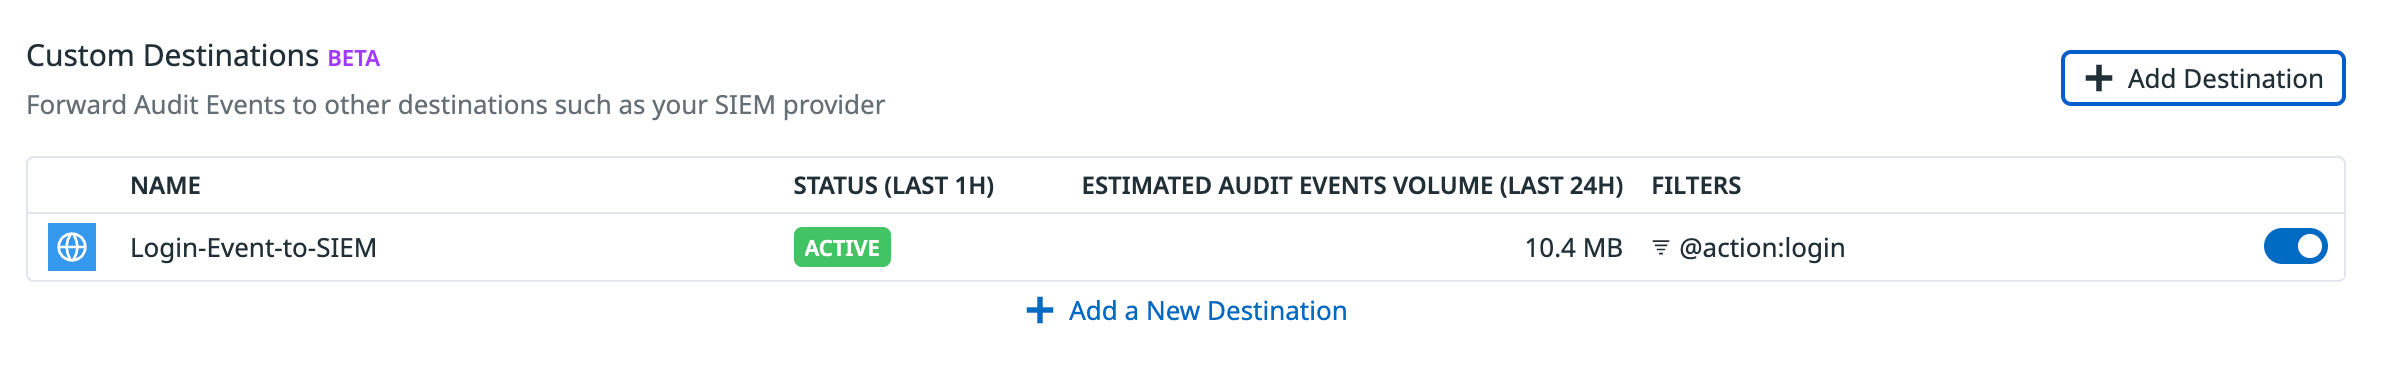 Custom Destinations BETA
Add Destination
Forward Audit Events to other destinations such as your SIEM provider
NAME STATUS (LAST 1H) ESTIMATED AUDIT EVENTS VOLUME (LAST 24H) FILTERS
Login-Event-to-SIEM ACTIVE 10.4 MB @action:login
Add a New Destination